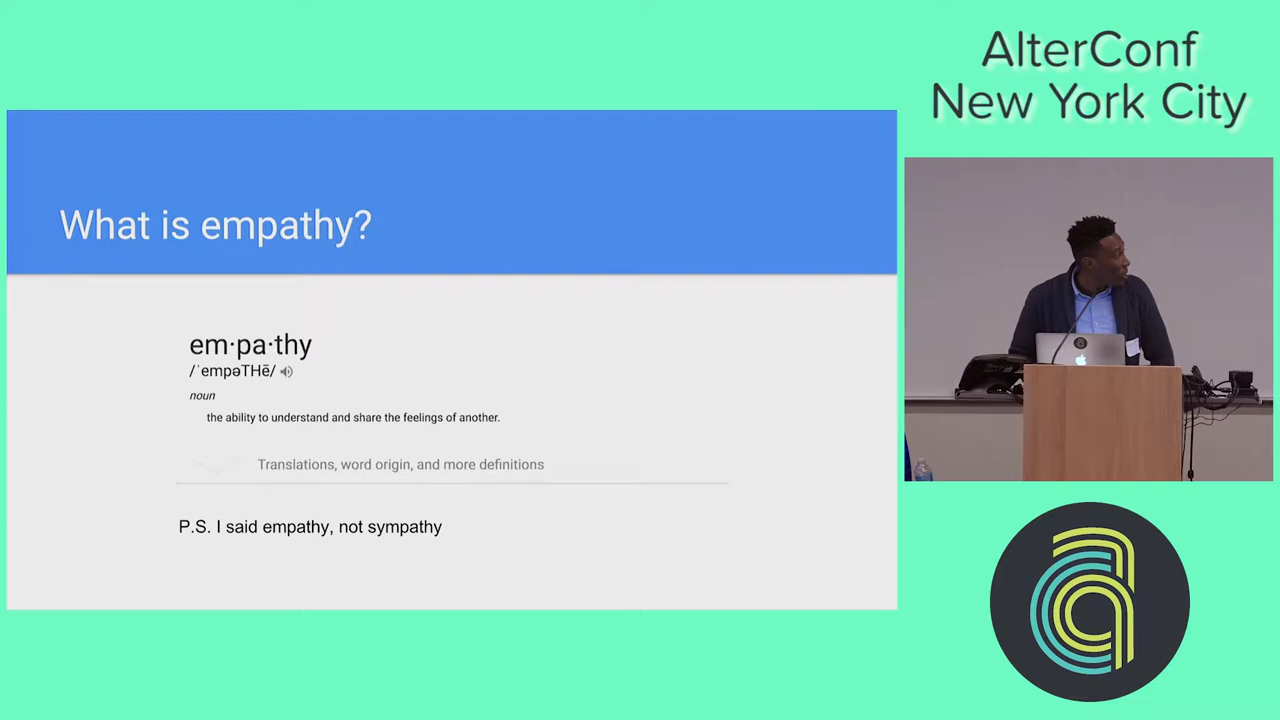 AlterConf
New York City
What is empathy?
em·pa·thy
/ˈempəTHē/
noun
the ability to understand and share the feelings of another.
Translations, word origin, and more definitions
P.S. I said empathy, not sympathy